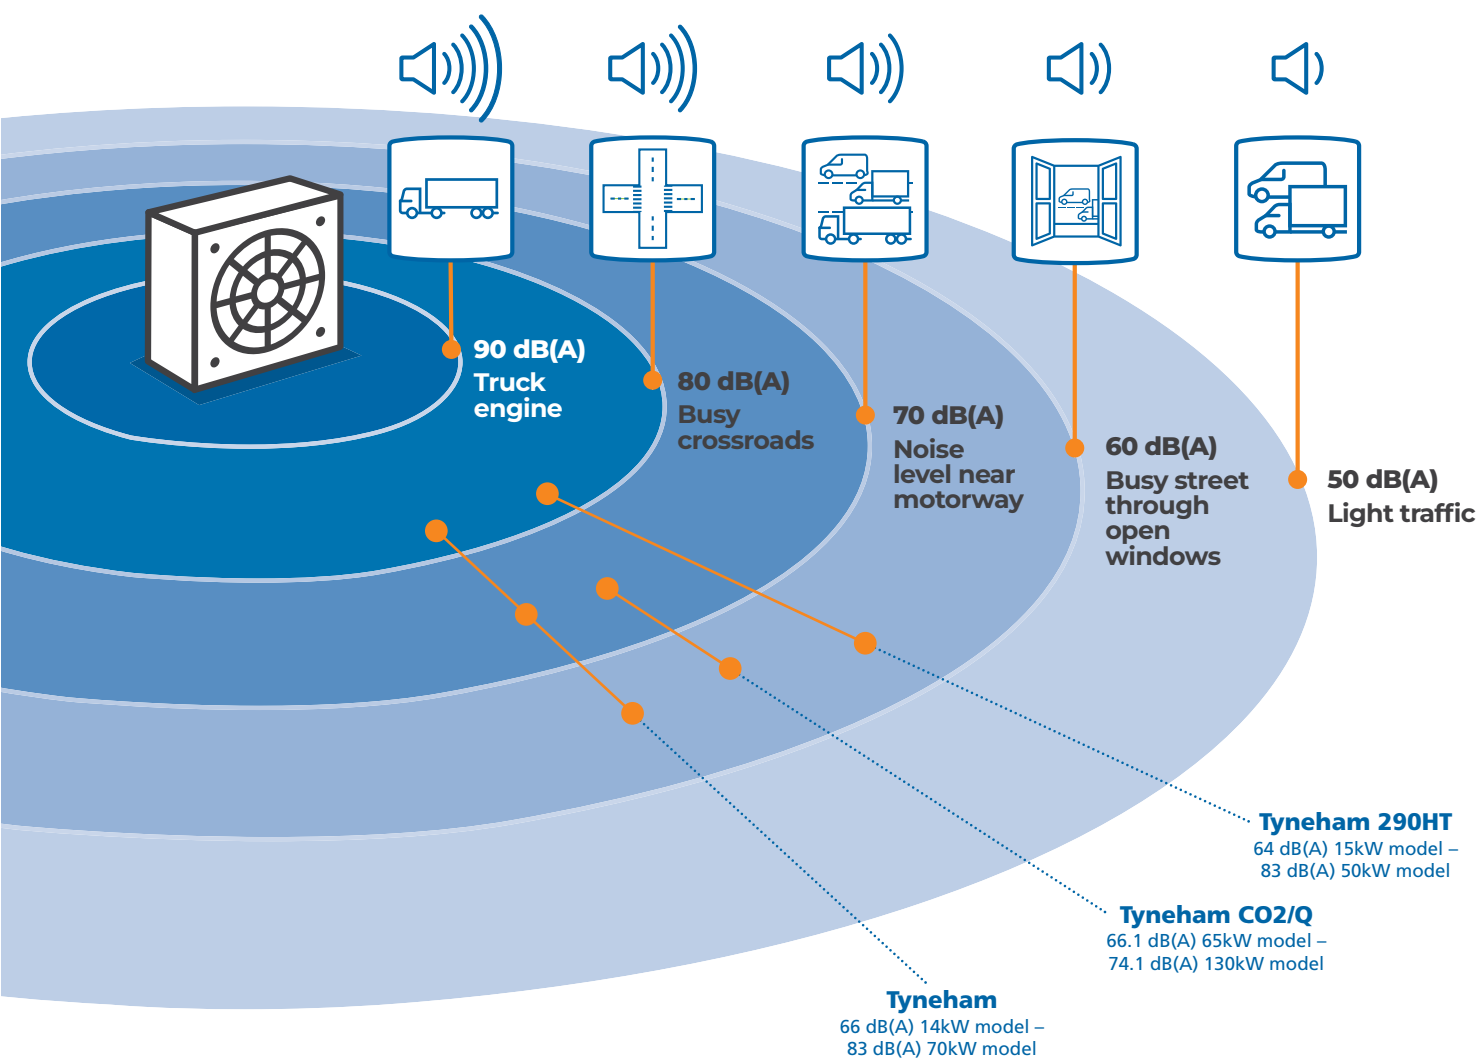 90 dB(A)
Truck
engine
80 dB(A)
Busy
crossroads
70 dB(A)
Noise
level near
motorway
60 dB(A)
Busy street
through
open
windows
50 dB(A)
Light traffic
Tyneham 290HT
64 dB(A) 15kW model –
83 dB(A) 50kW model
Tyneham CO2/Q
66.1 dB(A) 65kW model –
74.1 dB(A) 130kW model
Tyneham
66 dB(A) 14kW model –
83 dB(A) 70kW model